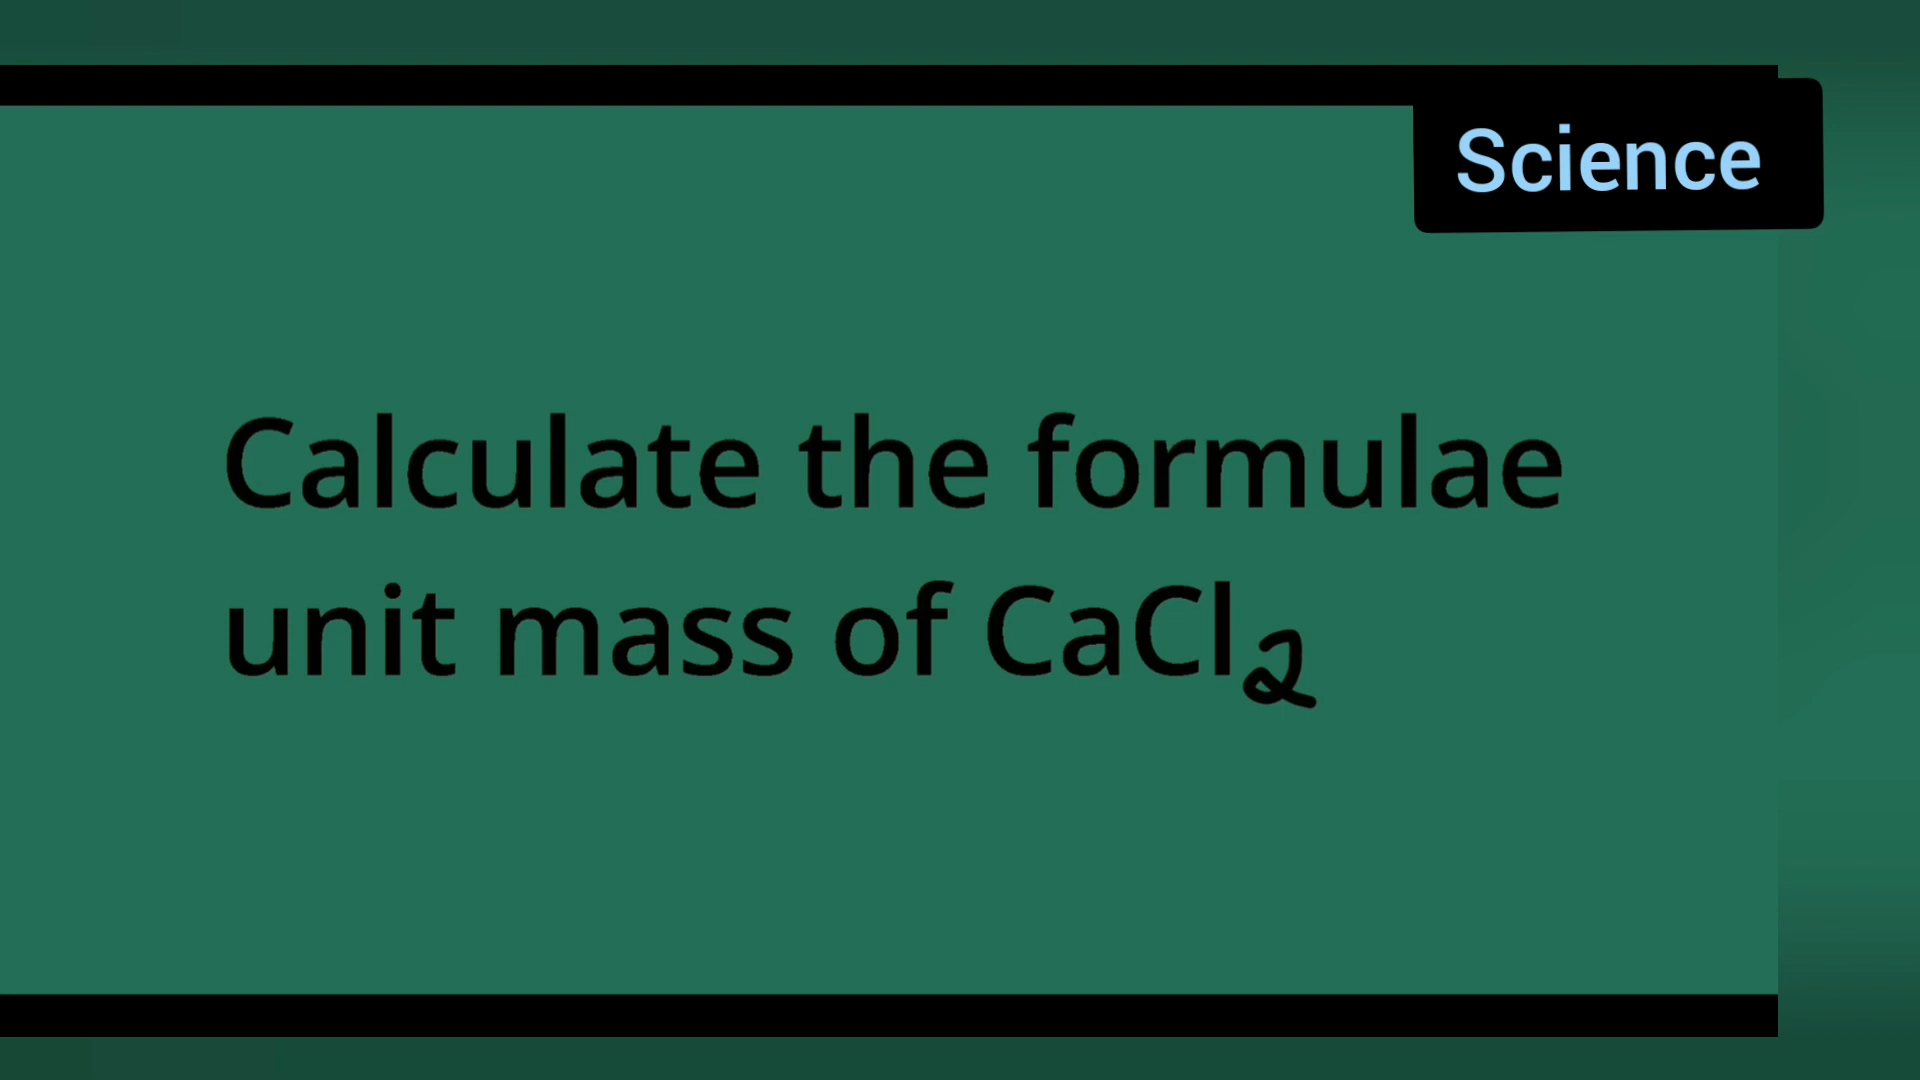 Science
Calculate the formulae
unit mass of CaCl₂